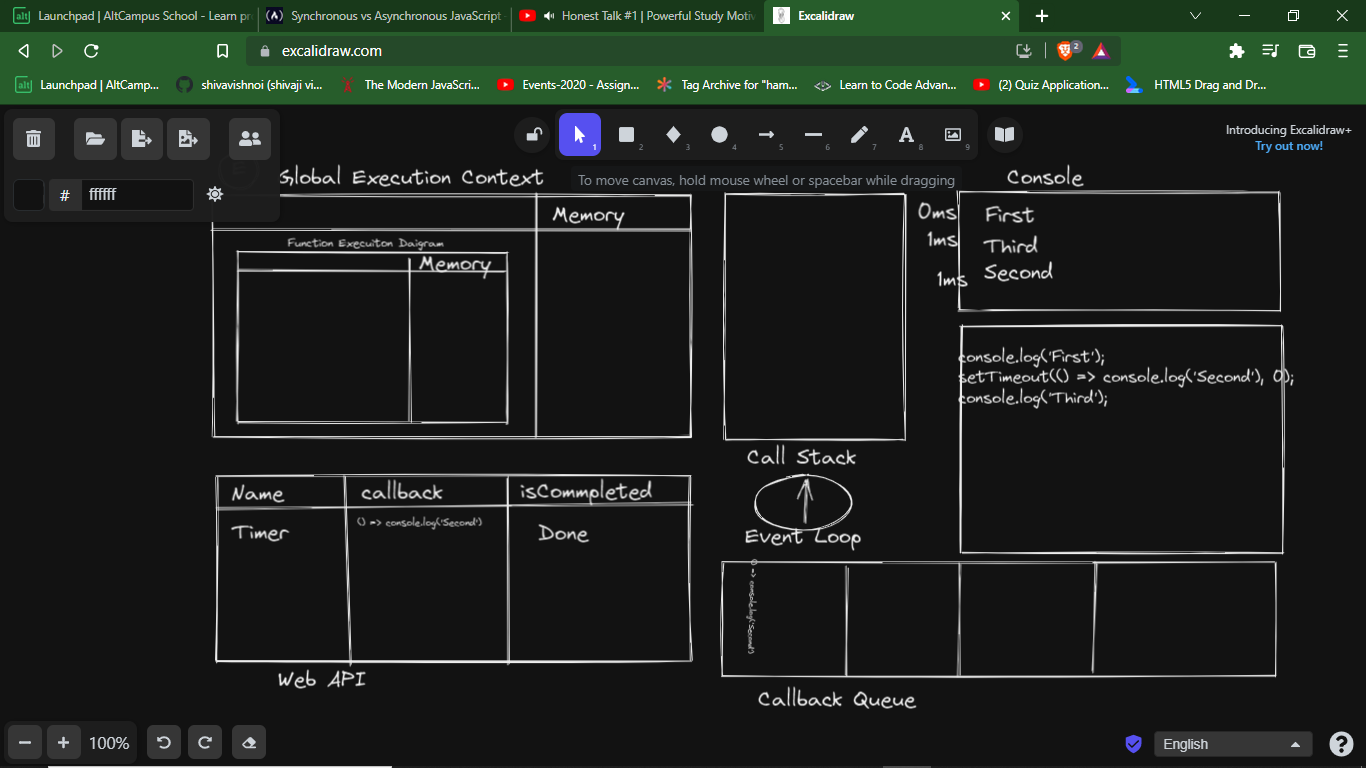 Launchpad | AltCampus School - Learn pr
Synchronous vs Asynchronous JavaScript
Honest Talk #1 | Powerful Study Motiv
Excalidraw
excalidraw.com
2
Launchpad | AltCamp...
shivavishnoi (shivaji vi...
The Modern JavaScri...
Events-2020 - Assign...
Tag Archive for "ham...
Learn to Code Advan...
(2) Quiz Application...
HTML5 Drag and Dr...
1
2
3
4
5
6
7
A
8
9
Introducing Excalidraw+
Try out now!
# ffffff
To move canvas, hold mouse wheel or spacebar while dragging
Global Execution Context
Memory
Function Execuiton Daigram
Memory
Console
0ms First
1ms Third
1ms Second
console.log('First');
setTimeout(() => console.log('Second'), 0);
console.log('Third');
Call Stack
Event Loop
Name callback isCommpleted
Timer () => console.log('Second') Done
Web API
() => console.log('Second')
Callback Queue
100%
English